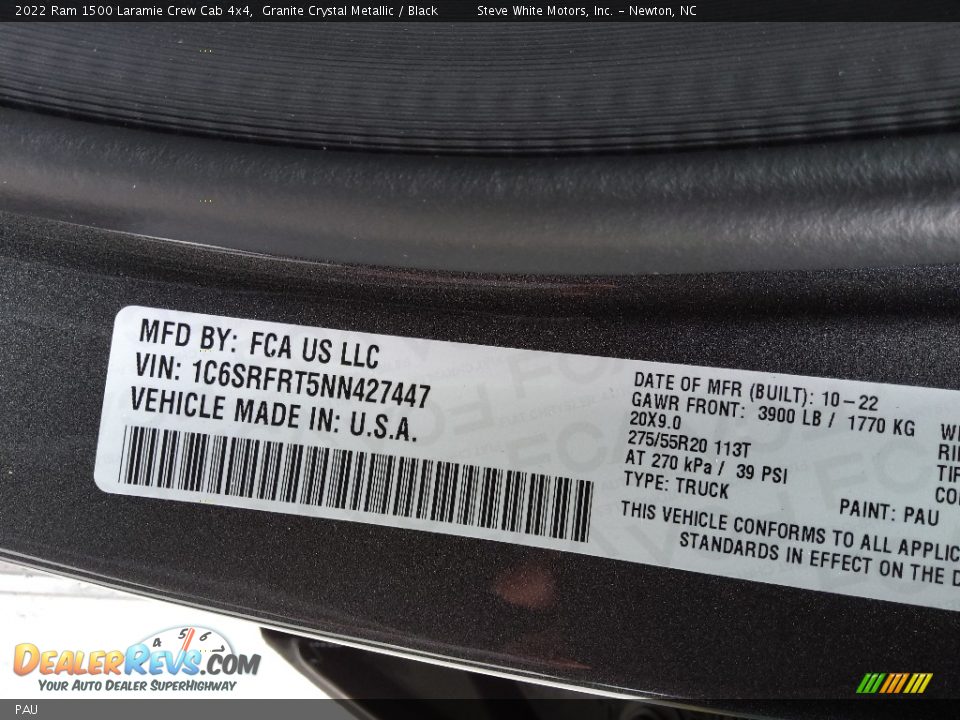 2022 Ram 1500 Laramie Crew Cab 4x4, Granite Crystal Metallic / Black Steve White Motors, Inc. - Newton, NC
MFD BY: FCA US LLC
VIN: 1C6SRFRT5NN427447
VEHICLE MADE IN: U.S.A.
DATE OF MFR (BUILT): 10-22
GAWR FRONT: 3900 LB / 1770 KG
20X9.0
275/55R20 113T
AT 270 kPa / 39 PSI
TYPE: TRUCK
PAINT: PAU
THIS VEHICLE CONFORMS TO ALL APPLIC
STANDARDS IN EFFECT ON THE D
4 5 6
DEALERREVS.COM
YOUR AUTO DEALER SUPERHIGHWAY
PAU